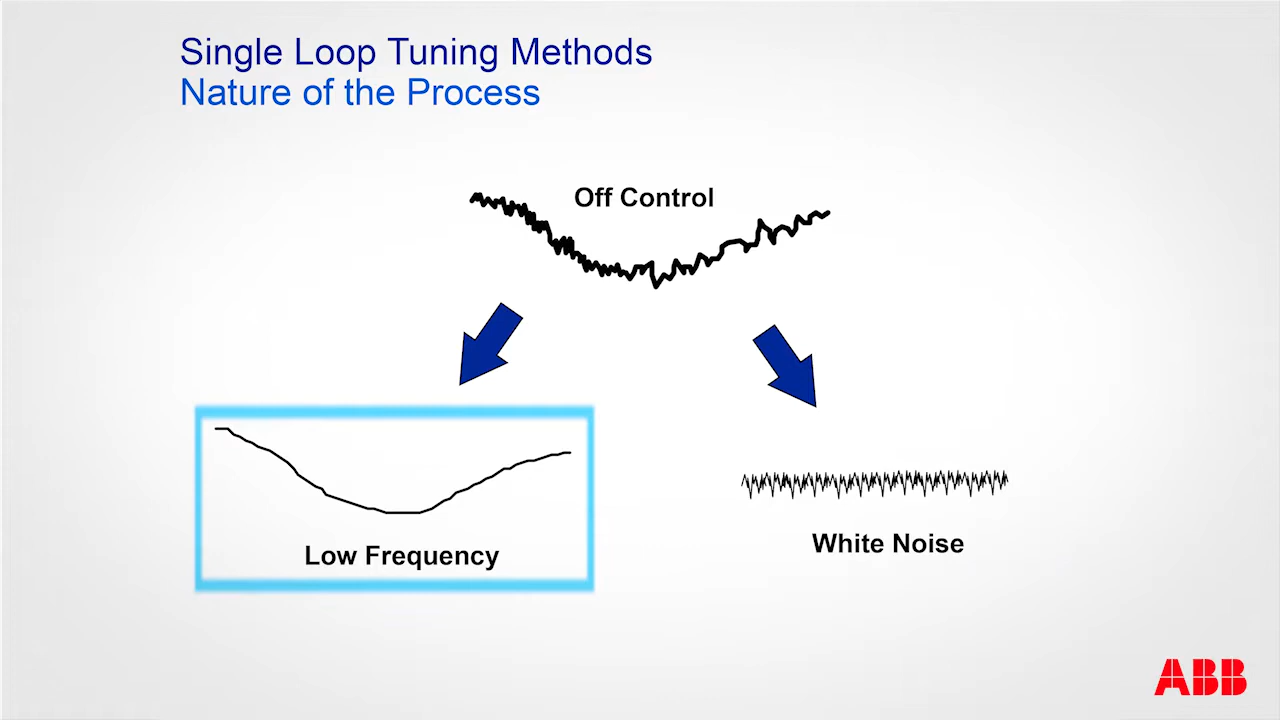 Single Loop Tuning Methods
Nature of the Process
Off Control
Low Frequency
White Noise
ABB